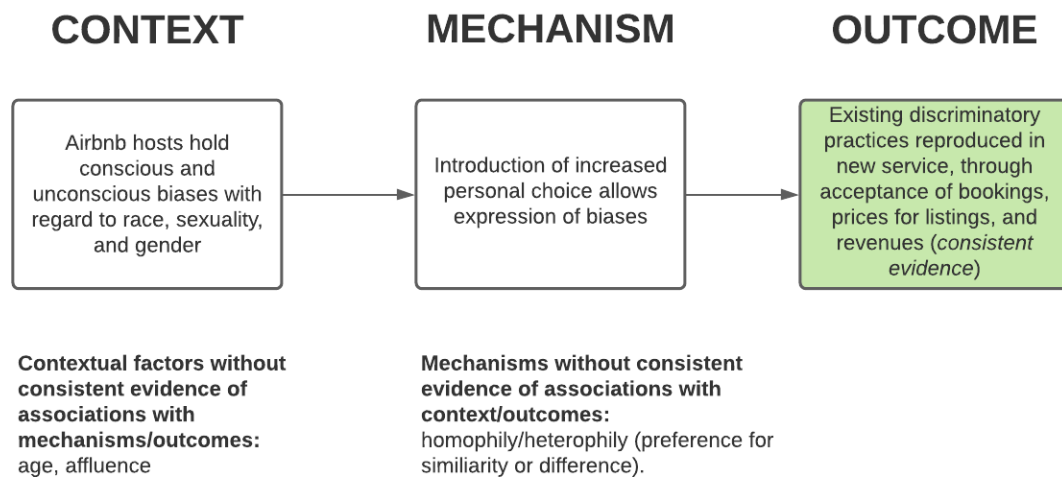 CONTEXT
MECHANISM
OUTCOME
Airbnb hosts hold
conscious and
unconscious biases with
regard to race, sexuality,
and gender
Introduction of increased
personal choice allows
expression of biases
Existing discriminatory
practices reproduced in
new service, through
acceptance of bookings,
prices for listings, and
revenues (consistent
evidence)
Contextual factors without
consistent evidence of
associations with
mechanisms/outcomes:
age, affluence
Mechanisms without consistent
evidence of associations with
context/outcomes:
homophily/heterophily (preference for
similiarity or difference).